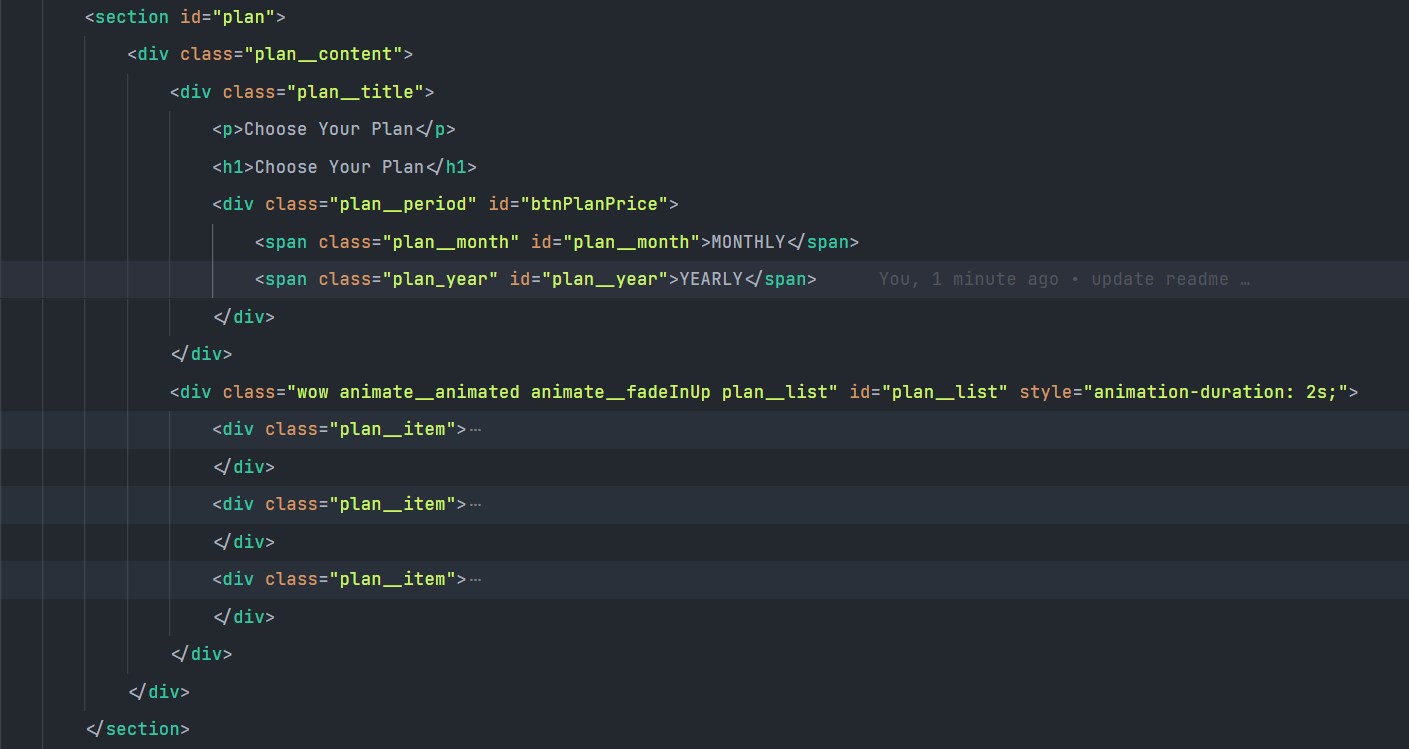 <section id="plan">
<div class="plan__content">
<div class="plan__title">
<p>Choose Your Plan</p>
<h1>Choose Your Plan</h1>
<div class="plan__period" id="btnPlanPrice">
<span class="plan__month" id="plan__month">MONTHLY</span>
<span class="plan_year" id="plan__year">YEARLY</span> You, 1 minute ago • update readme …
</div>
</div>
<div class="wow animate__animated animate__fadeInUp plan__list" id="plan__list" style="animation-duration: 2s;">
<div class="plan__item">…
</div>
<div class="plan__item">…
</div>
<div class="plan__item">…
</div>
</div>
</div>
</section>